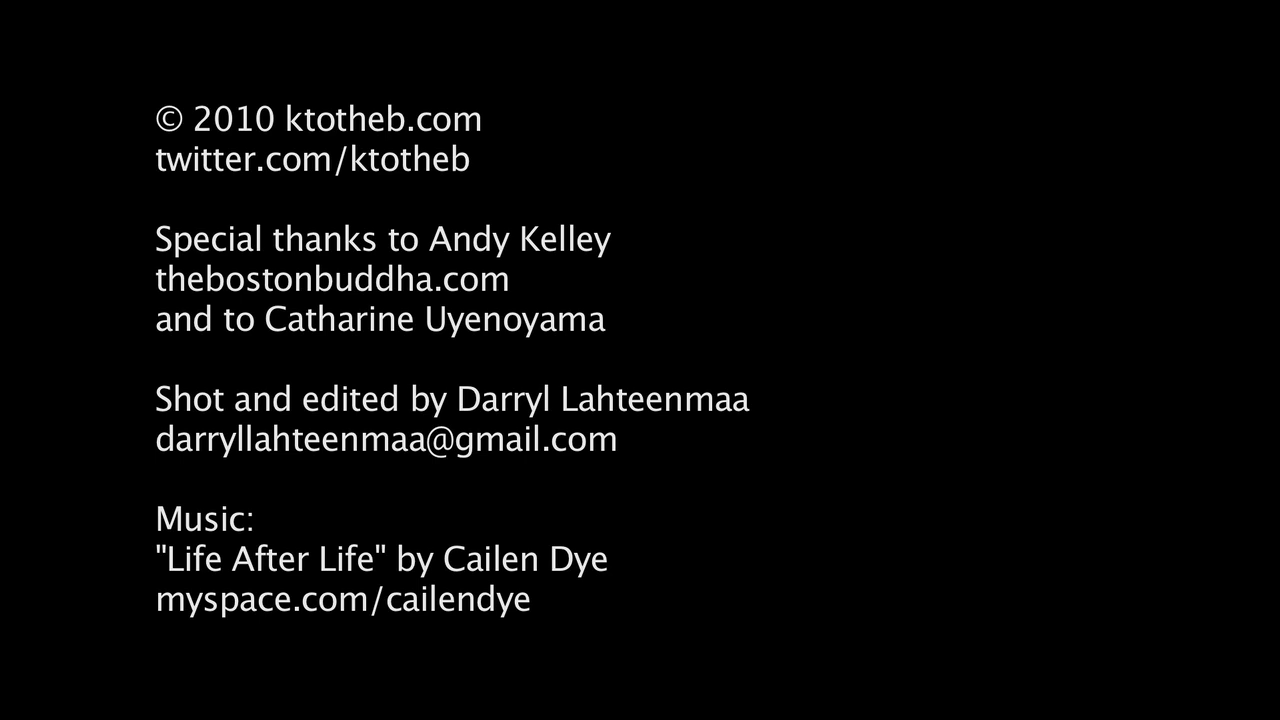 © 2010 ktotheb.com
twitter.com/ktotheb
Special thanks to Andy Kelley
thebostonbuddha.com
and to Catharine Uyenoyama
Shot and edited by Darryl Lahteenmaa
darryllahteenmaa@gmail.com
Music:
"Life After Life" by Cailen Dye
myspace.com/cailendye